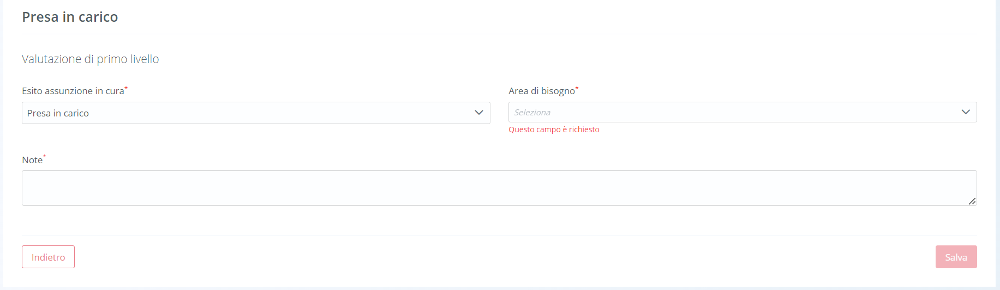 Presa in carico
Valutazione di primo livello
Esito assunzione in cura*
Area di bisogno*
Presa in carico
Seleziona
Questo campo è richiesto
Note*
Indietro
Salva